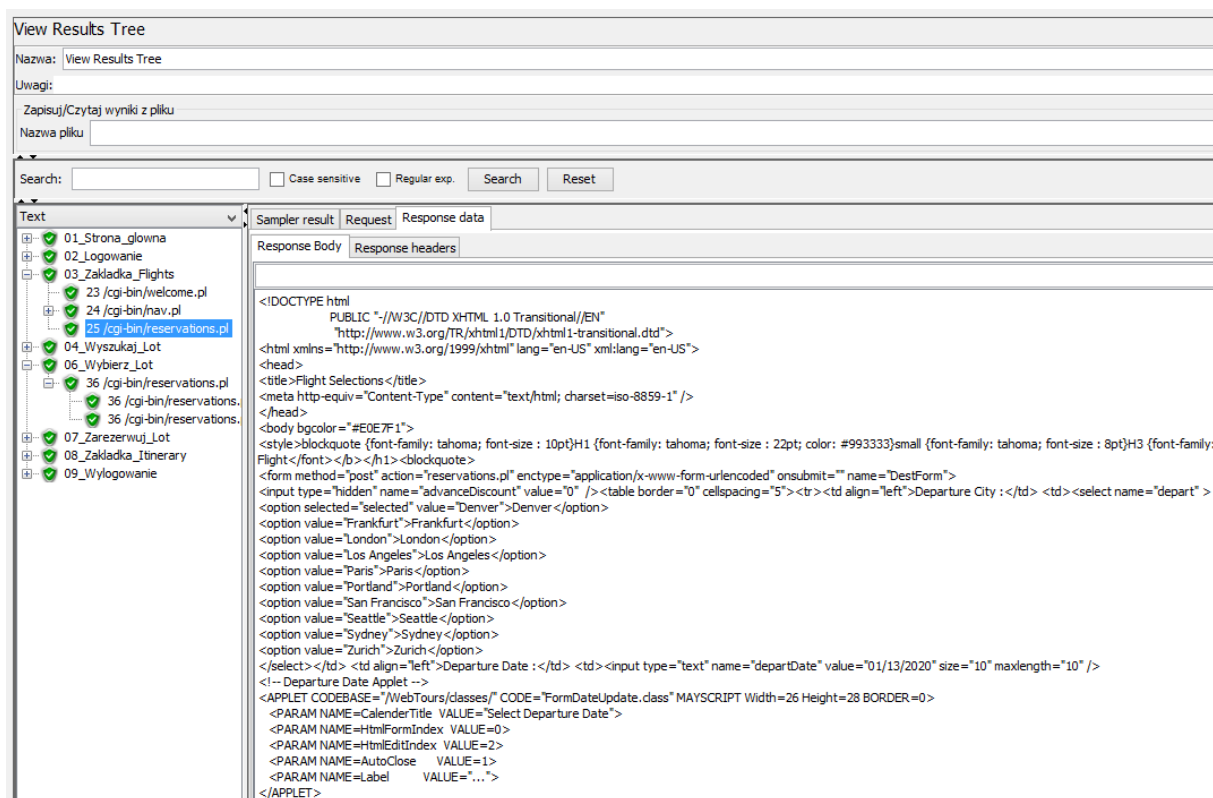 View Results Tree
Nazwa: View Results Tree
Uwagi:
Zapisuj/Czytaj wyniki z pliku
Nazwa pliku
Search: Case sensitive Regular exp. Search Reset
Text
01_Strona_glowna
02_Logowanie
03_Zakladka_Flights
23 /cgi-bin/welcome.pl
24 /cgi-bin/nav.pl
25 /cgi-bin/reservations.pl
04_Wyszukaj_Lot
06_Wybierz_Lot
36 /cgi-bin/reservations.pl
36 /cgi-bin/reservations.
36 /cgi-bin/reservations.
07_Zarezerwuj_Lot
08_Zakladka_Itinerary
09_Wylogowanie
Sampler result Request Response data
Response Body Response headers
<!DOCTYPE html
PUBLIC "-//W3C//DTD XHTML 1.0 Transitional//EN"
"http://www.w3.org/TR/xhtml1/DTD/xhtml1-transitional.dtd">
<html xmlns="http://www.w3.org/1999/xhtml" lang="en-US" xml:lang="en-US">
<head>
<title>Flight Selections</title>
<meta http-equiv="Content-Type" content="text/html; charset=iso-8859-1" />
</head>
<body bgcolor="#E0E7F1">
<style>blockquote {font-family: tahoma; font-size : 10pt}H1 {font-family: tahoma; font-size : 22pt; color: #993333}small {font-family: tahoma; font-size : 8pt}H3 {font-family:
Flight</font></b></h1><blockquote>
<form method="post" action="reservations.pl" enctype="application/x-www-form-urlencoded" onsubmit="" name="DestForm">
<input type="hidden" name="advanceDiscount" value="0"  /><table border="0" cellspacing="5"><tr><td align="left">Departure City :</td> <td><select name="depart" >
<option selected="selected" value="Denver">Denver</option>
<option value="Frankfurt">Frankfurt</option>
<option value="London">London</option>
<option value="Los Angeles">Los Angeles</option>
<option value="Paris">Paris</option>
<option value="Portland">Portland</option>
<option value="San Francisco">San Francisco</option>
<option value="Seattle">Seattle</option>
<option value="Sydney">Sydney</option>
<option value="Zurich">Zurich</option>
</select></td> <td align="left">Departure Date :</td> <td><input type="text" name="departDate" value="01/13/2020" size="10" maxlength="10" />
<!-- Departure Date Applet -->
<APPLET CODEBASE="/WebTours/classes/" CODE="FormDateUpdate.class" MAYSCRIPT Width=26 Height=28 BORDER=0>
<PARAM NAME=CalenderTitle VALUE="Select Departure Date">
<PARAM NAME=HtmlFormIndex VALUE=0>
<PARAM NAME=HtmlEditIndex VALUE=2>
<PARAM NAME=AutoClose VALUE=1>
<PARAM NAME=Label VALUE="...">
</APPLET>